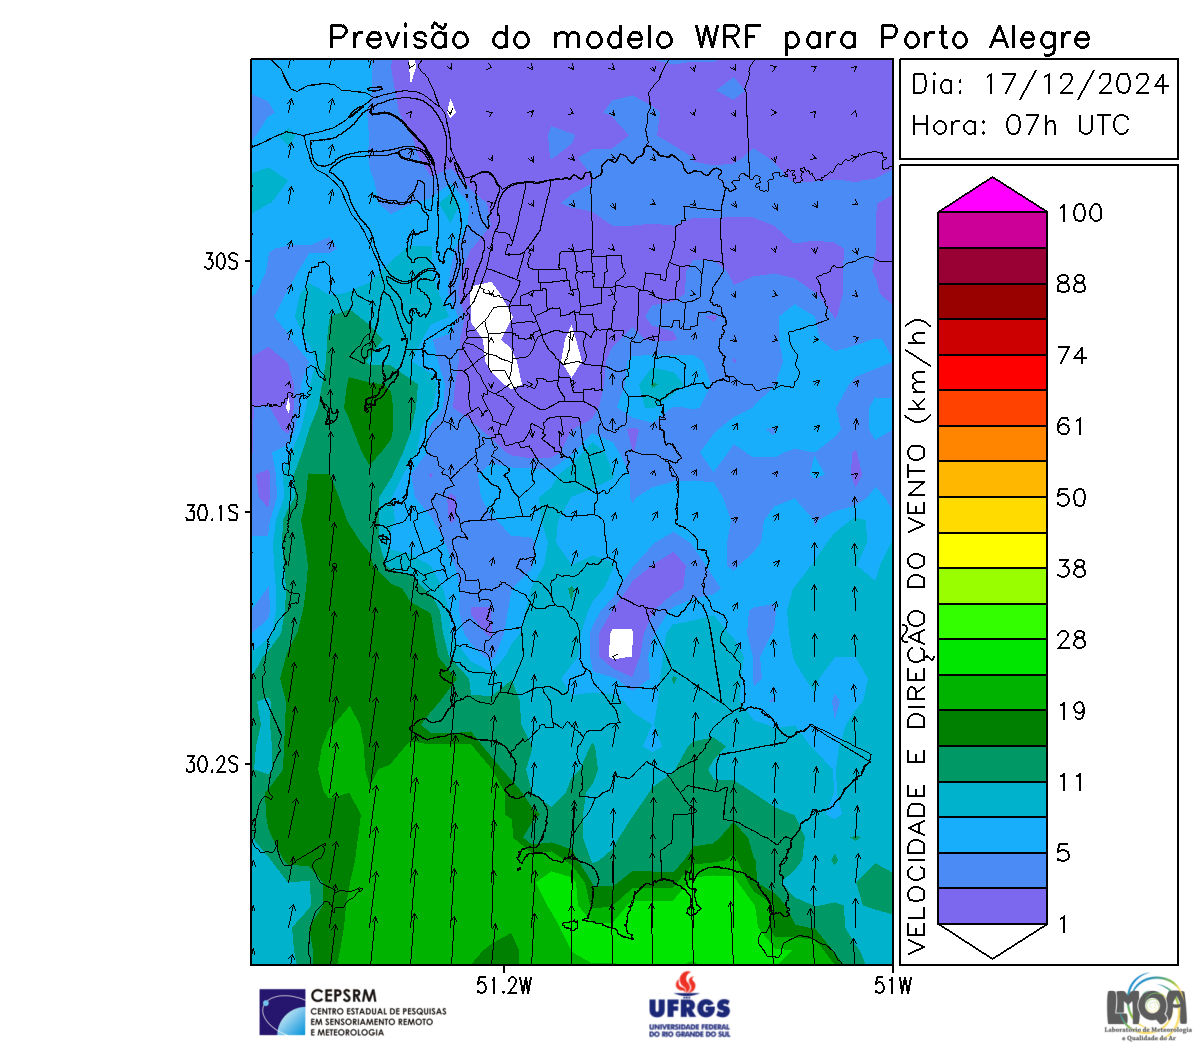 Previsão do modelo WRF para Porto Alegre
Dia: 17/12/2024
Hora: 07h UTC
30S
30.1S
30.2S
51.2W
51W
VELOCIDADE E DIREÇÃO DO VENTO (km/h)
100
88
74
61
50
38
28
19
11
5
1
CEPSRM
CENTRO ESTADUAL DE PESQUISAS
EM SENSORIAMENTO REMOTO
E METEOROLOGIA
UFRGS
UNIVERSIDADE FEDERAL
DO RIO GRANDE DO SUL
LMQA
Laboratório de Meteorologia
e Qualidade do Ar